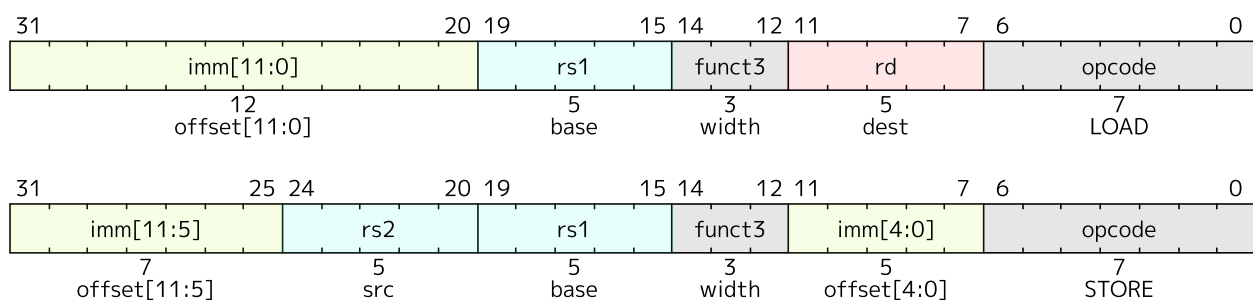 31 20 19 15 14 12 11 7 6 0
imm[11:0] rs1 funct3 rd opcode
12 5 3 5 7
offset[11:0] base width dest LOAD
31 25 24 20 19 15 14 12 11 7 6 0
imm[11:5] rs2 rs1 funct3 imm[4:0] opcode
7 5 5 3 5 7
offset[11:5] src base width offset[4:0] STORE